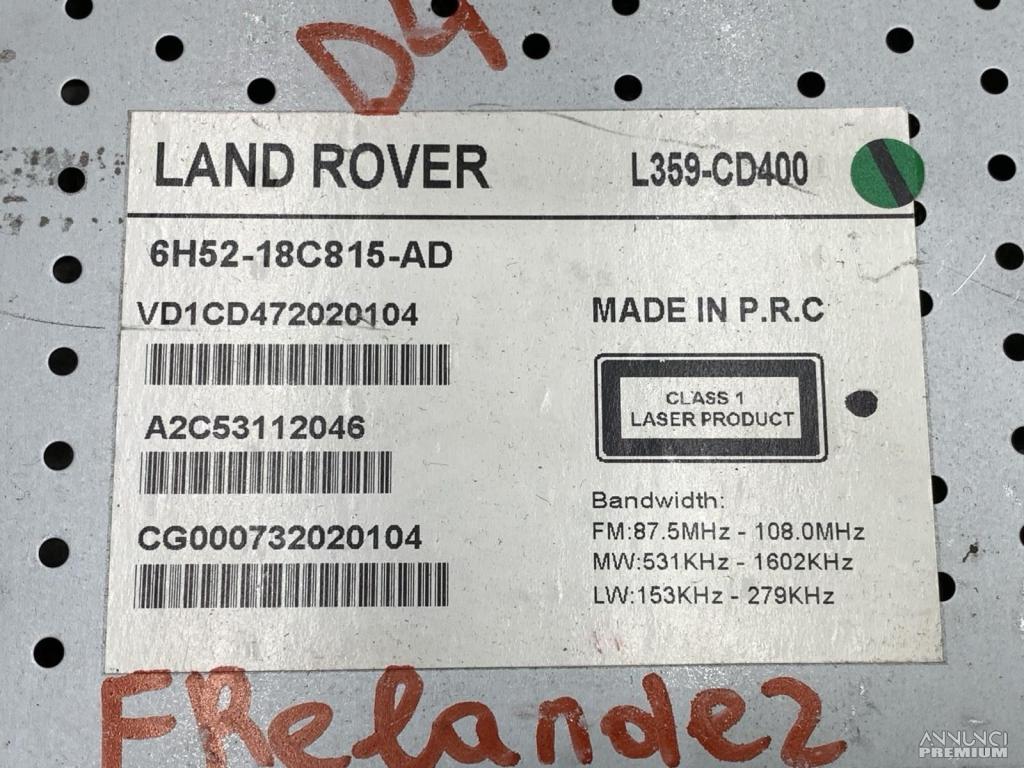 D4
LAND ROVER L359-CD400
6H52-18C815-AD
VD1CD472020104
MADE IN P.R.C
CLASS 1
LASER PRODUCT
A2C53112046
CG000732020104
Bandwidth:
FM:87.5MHz - 108.0MHz
MW:531KHz - 1602KHz
LW:153KHz - 279KHz
FRelande2
ANNUNCI
PREMIUM